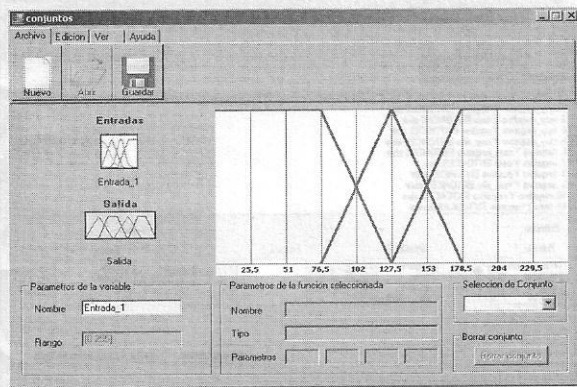 conjuntos
Archivo Edicion Ver Ayuda
Nuevo Abrir Guardar
Entradas
Entrada_1
Salida
Salida
25,5 51 76,5 102 127,5 153 178,5 204 229,5
Parametros de la variable
Nombre Entrada_1
Rango [0 255]
Parametros de la funcion seleccionada
Nombre
Tipo
Parametros
Seleccion de Conjunto
Borrar conjunto
Borrar conjunto